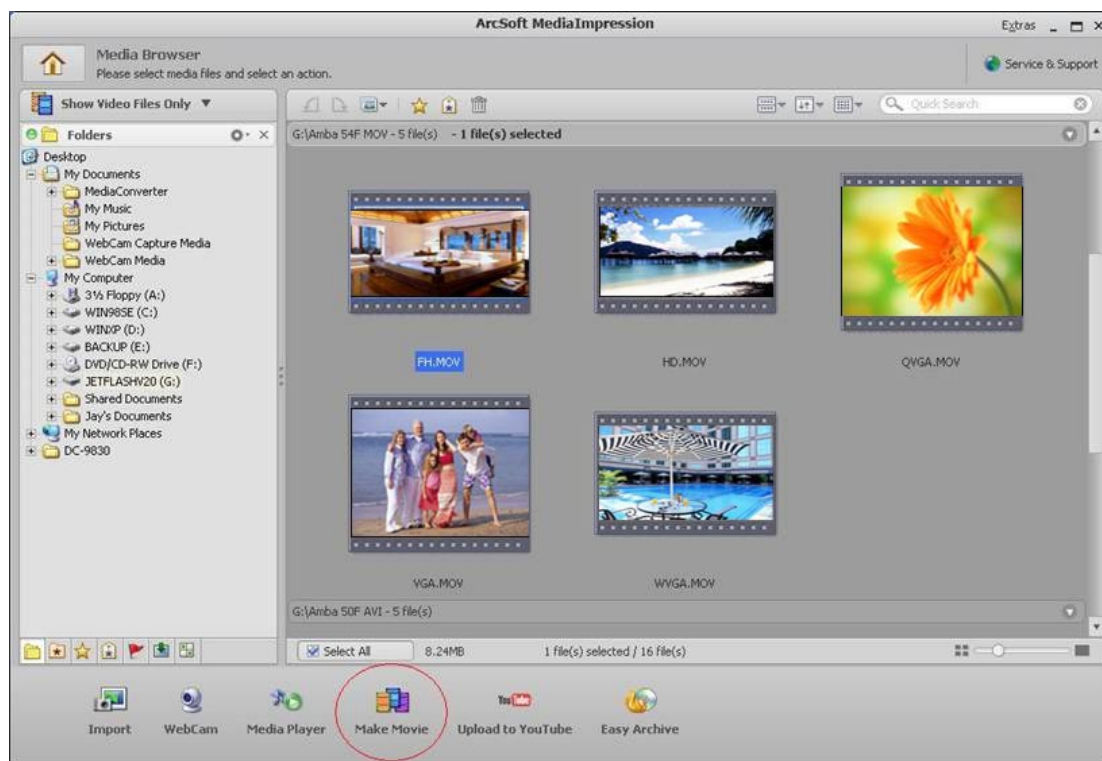 ArcSoft MediaImpression
Extras
Media Browser
Please select media files and select an action.
Service & Support
Show Video Files Only
Quick Search
Folders
G:\Amba 54F MOV - 5 file(s) - 1 file(s) selected
Desktop
My Documents
MediaConverter
My Music
My Pictures
WebCam Capture Media
WebCam Media
My Computer
3½ Floppy (A:)
WIN98SE (C:)
WINXP (D:)
BACKUP (E:)
DVD/CD-RW Drive (F:)
JETFLASHV20 (G:)
Shared Documents
Jay's Documents
My Network Places
DC-9830
FH.MOV
HD.MOV
QVGA.MOV
VGA.MOV
WVGA.MOV
G:\Amba 50F AVI - 5 file(s)
Select All
8.24MB
1 file(s) selected / 16 file(s)
You Tube
Import
WebCam
Media Player
Make Movie
Upload to YouTube
Easy Archive